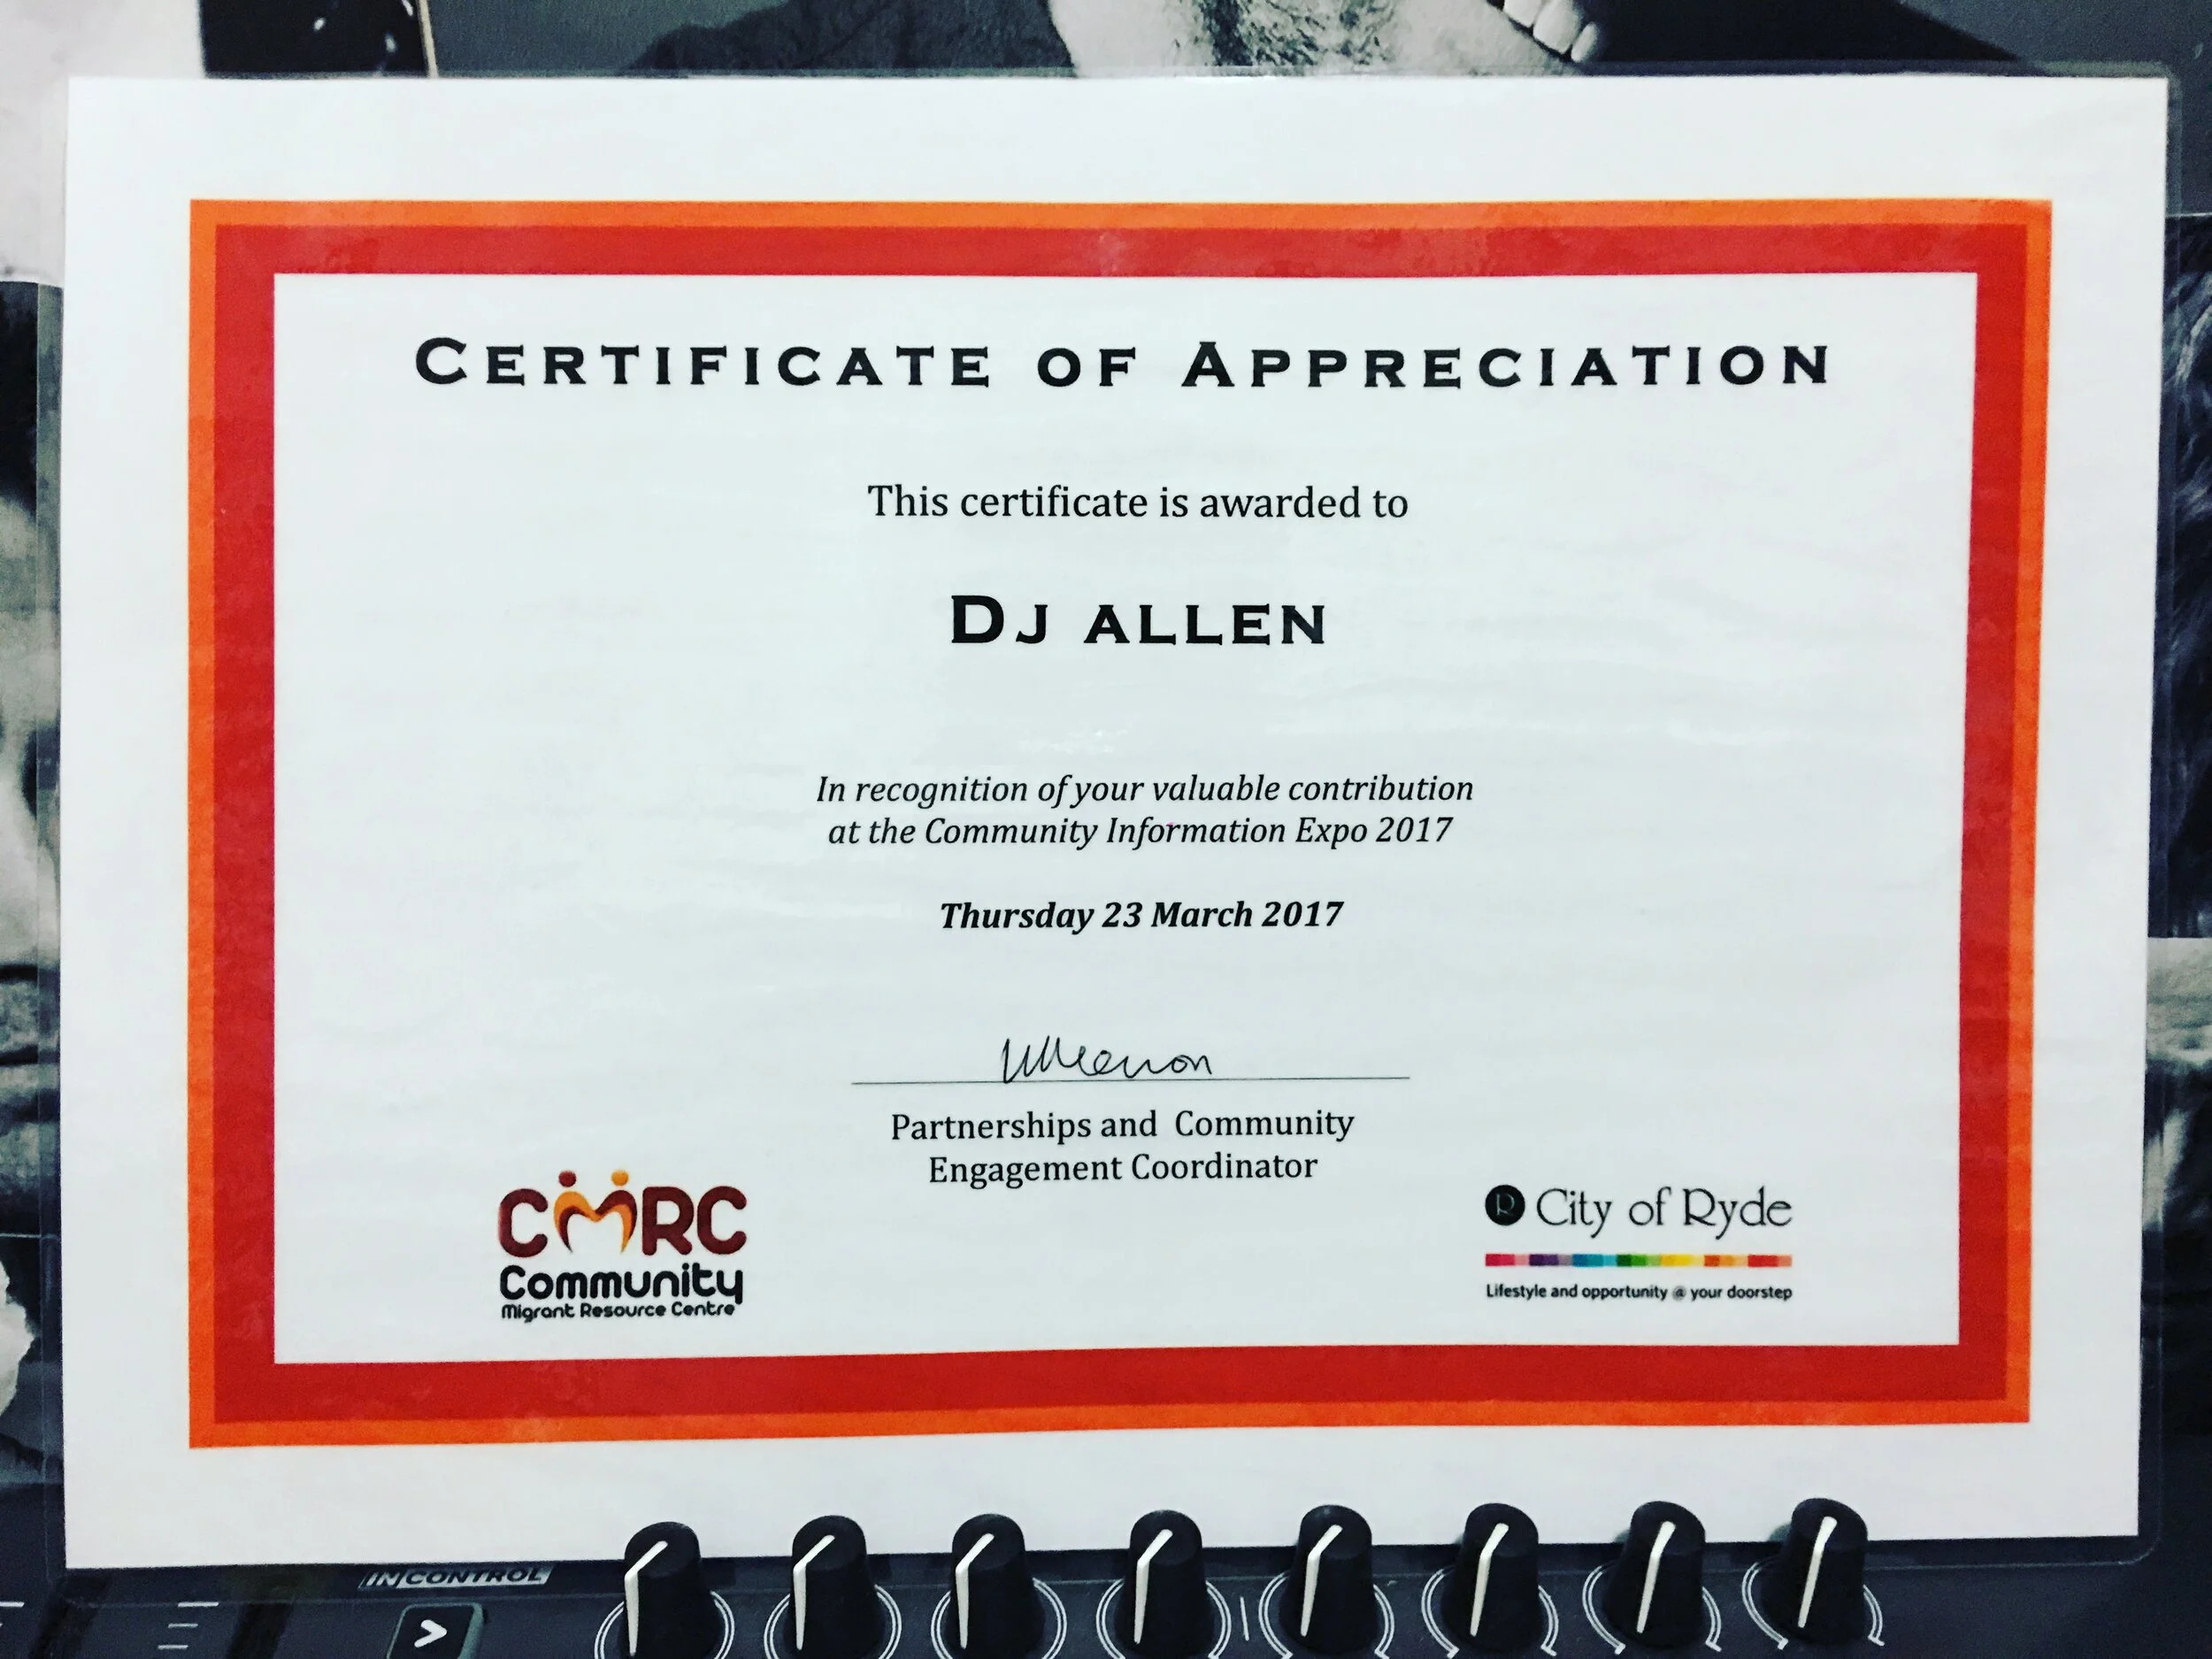 CERTIFICATE OF APPRECIATION
This certificate is awarded to
DJ ALLEN
In recognition of your valuable contribution
at the Community Information Expo 2017
Thursday 23 March 2017
Partnerships and Community
Engagement Coordinator
CMRC
Community
Migrant Resource Centre
R City of Ryde
Lifestyle and opportunity @ your doorstep
INCONTROL
>